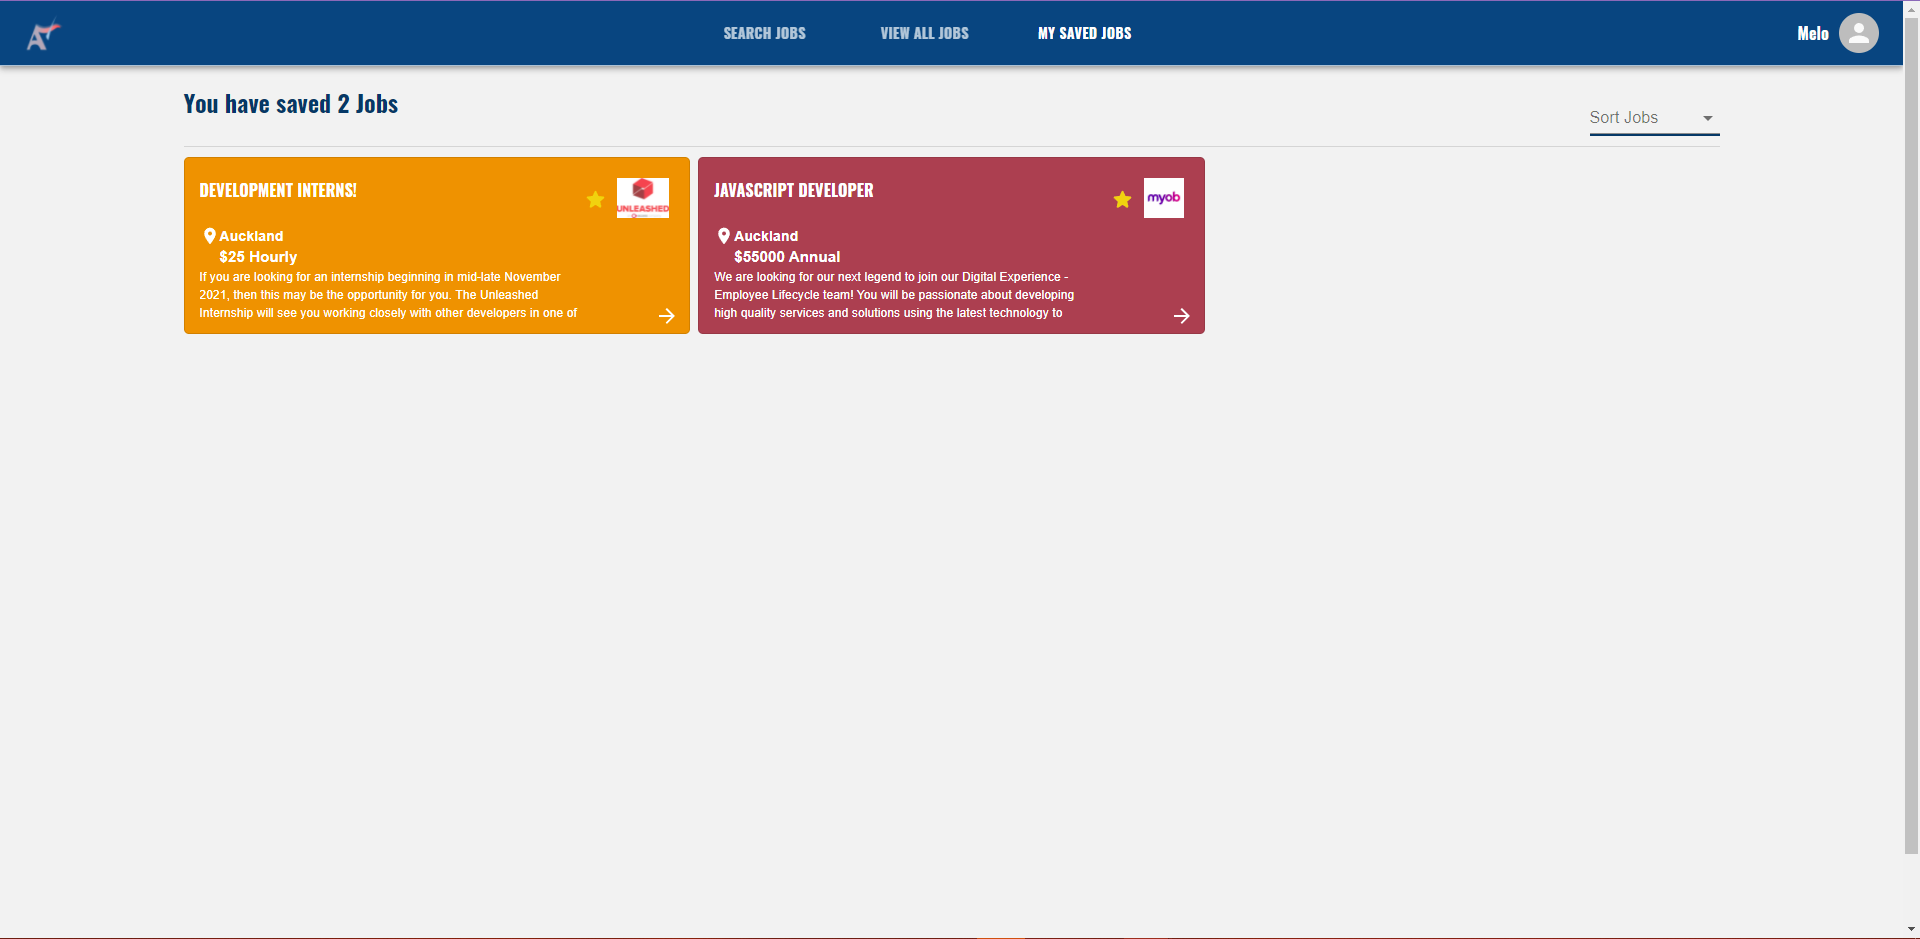 SEARCH JOBS
VIEW ALL JOBS
MY SAVED JOBS
Melo
You have saved 2 Jobs
Sort Jobs
DEVELOPMENT INTERNS!
UNLEASHED
Auckland
$25 Hourly
If you are looking for an internship beginning in mid-late November
2021, then this may be the opportunity for you. The Unleashed
Internship will see you working closely with other developers in one of
JAVASCRIPT DEVELOPER
myob
Auckland
$55000 Annual
We are looking for our next legend to join our Digital Experience -
Employee Lifecycle team! You will be passionate about developing
high quality services and solutions using the latest technology to